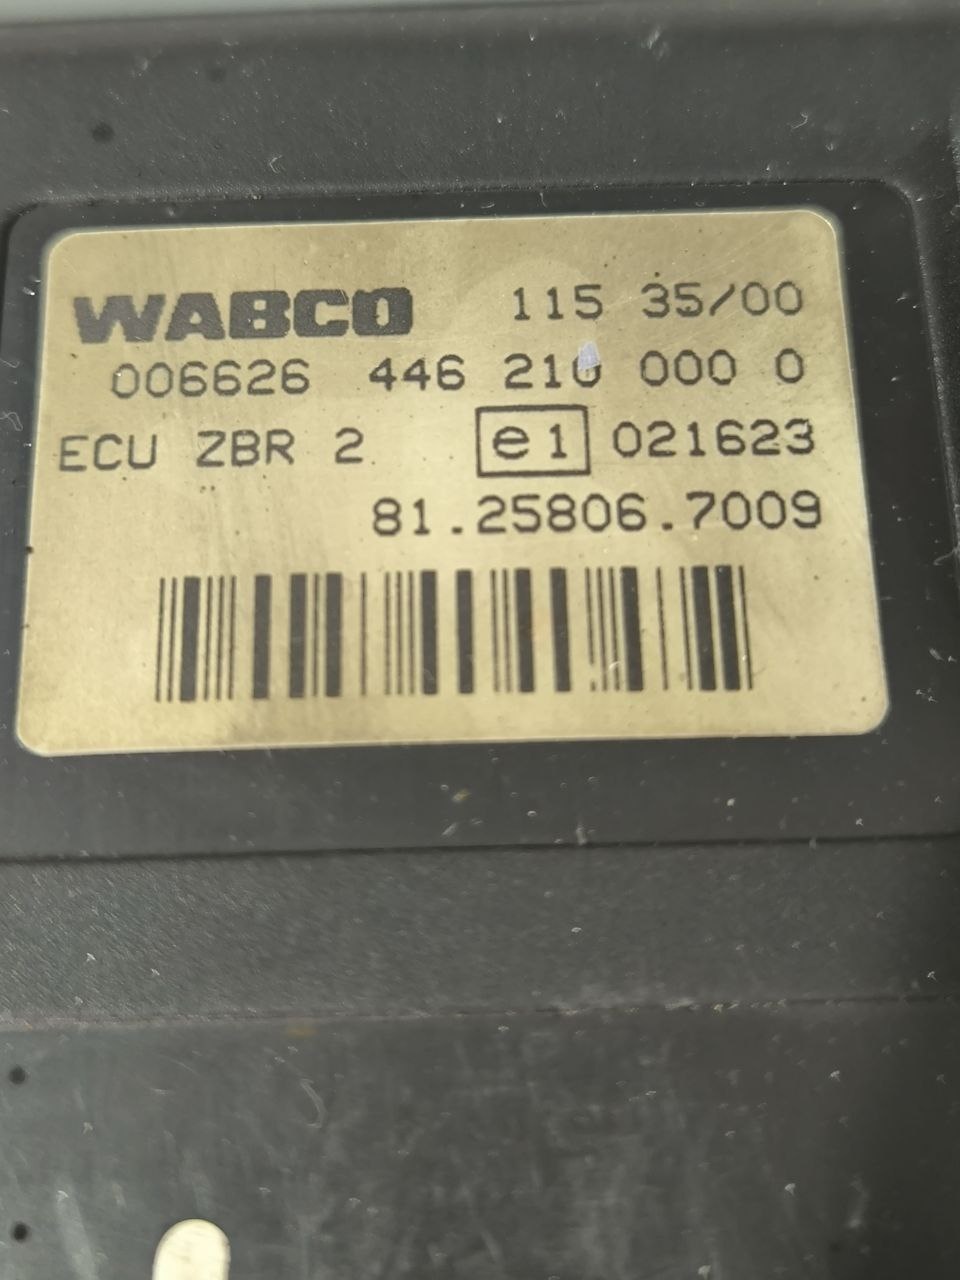 WABCO 115 35/00
006626 446 210 000 0
ECU ZBR 2 e1 021623
81.25806.7009